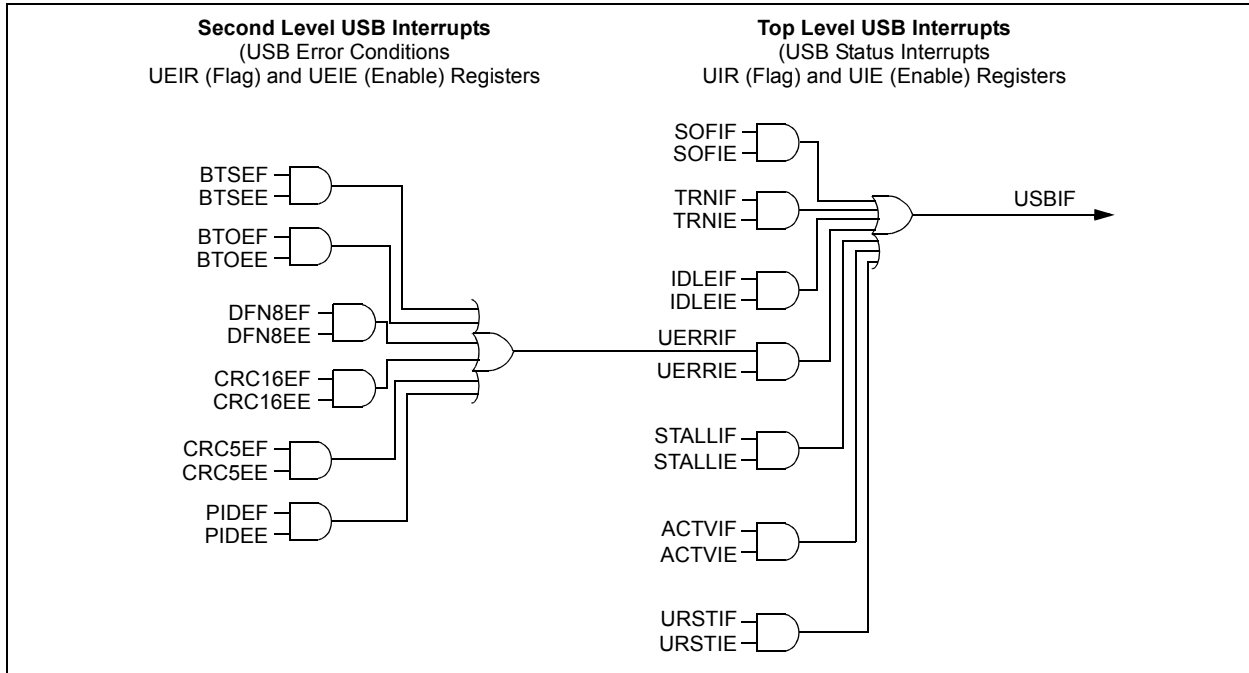 Second Level USB Interrupts
(USB Error Conditions
UEIR (Flag) and UEIE (Enable) Registers
BTSEF
BTSEE
BTOEF
BTOEE
DFN8EF
DFN8EE
CRC16EF
CRC16EE
CRC5EF
CRC5EE
PIDEF
PIDEE
Top Level USB Interrupts
(USB Status Interrupts
UIR (Flag) and UIE (Enable) Registers
SOFIF
SOFIE
TRNIF
TRNIE
IDLEIF
IDLEIE
UERRIF
UERRIE
STALLIF
STALLIE
ACTVIF
ACTVIE
URSTIF
URSTIE
USBIF